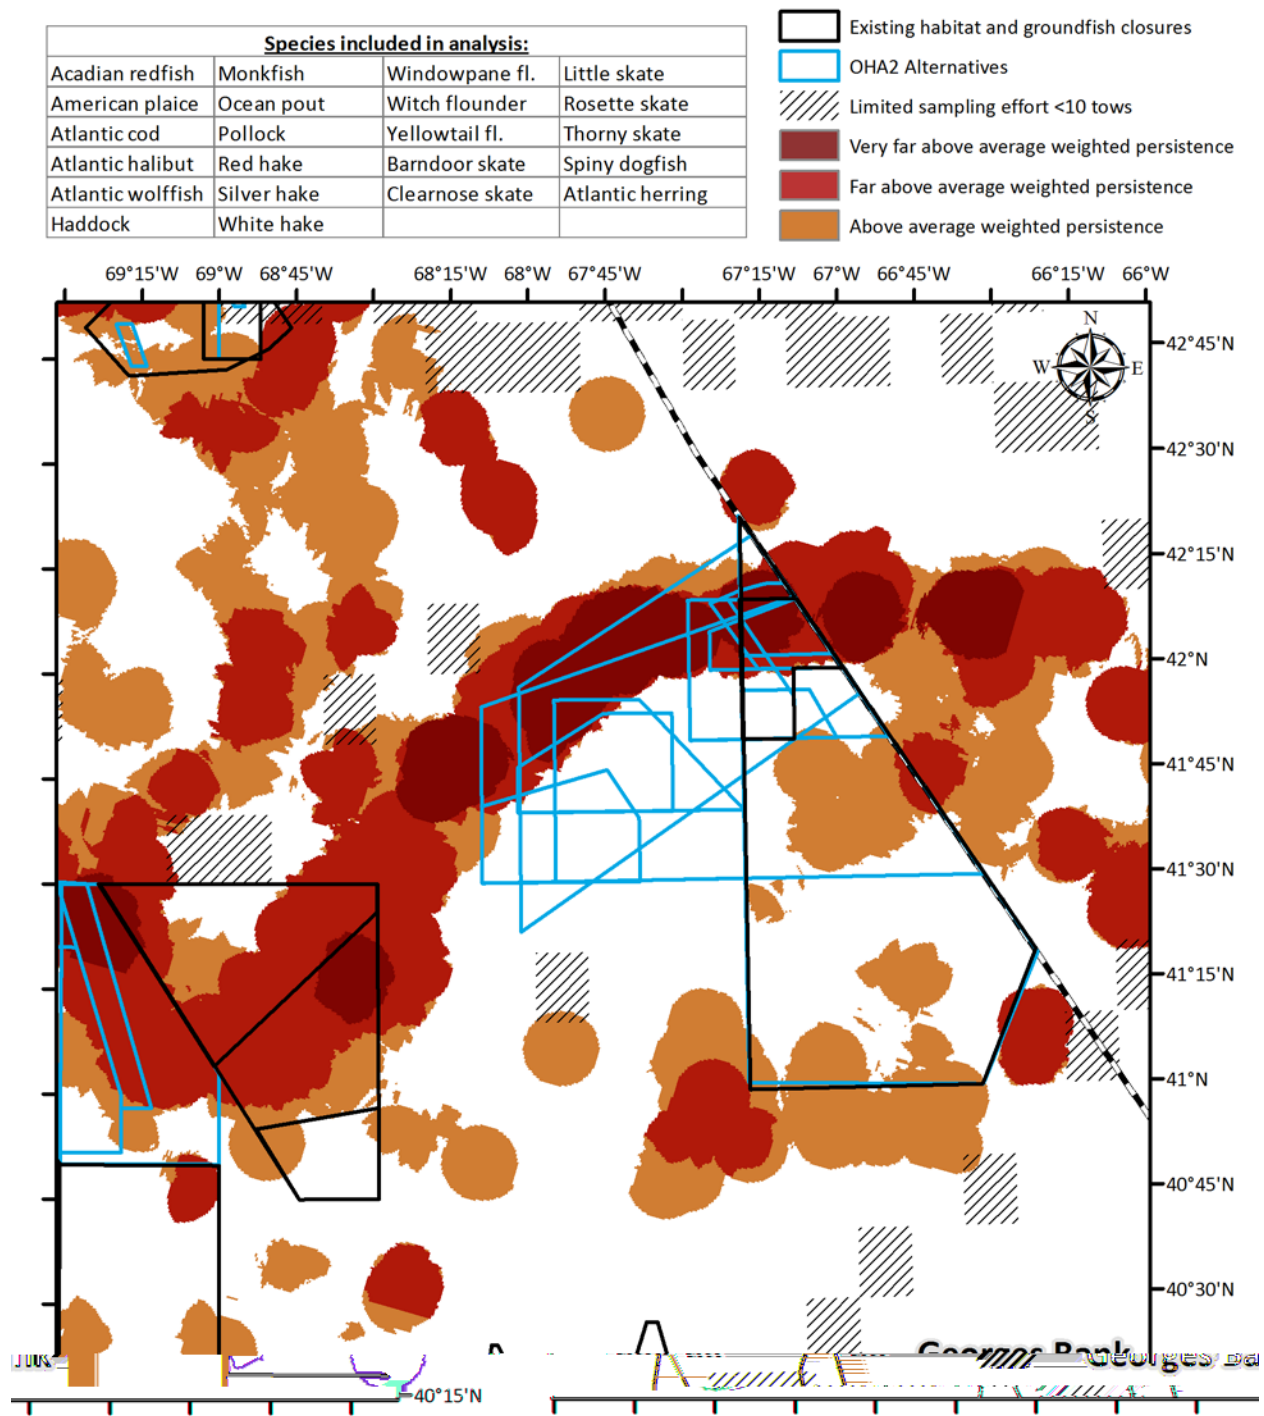 Species included in analysis:
Acadian redfish Monkfish Windowpane fl. Little skate
American plaice Ocean pout Witch flounder Rosette skate
Atlantic cod Pollock Yellowtail fl. Thorny skate
Atlantic halibut Red hake Barndoor skate Spiny dogfish
Atlantic wolffish Silver hake Clearnose skate Atlantic herring
Haddock White hake
Existing habitat and groundfish closures
OHA2 Alternatives
Limited sampling effort <10 tows
Very far above average weighted persistence
Far above average weighted persistence
Above average weighted persistence
69°15'W 69°W 68°45'W 68°15'W 68°W 67°45'W 67°15'W 67°W 66°45'W 66°15'W 66°W
N
W E
S
42°45'N
42°30'N
42°15'N
42°N
41°45'N
41°30'N
41°15'N
41°N
40°45'N
40°30'N
Georges Bank
40°15'N